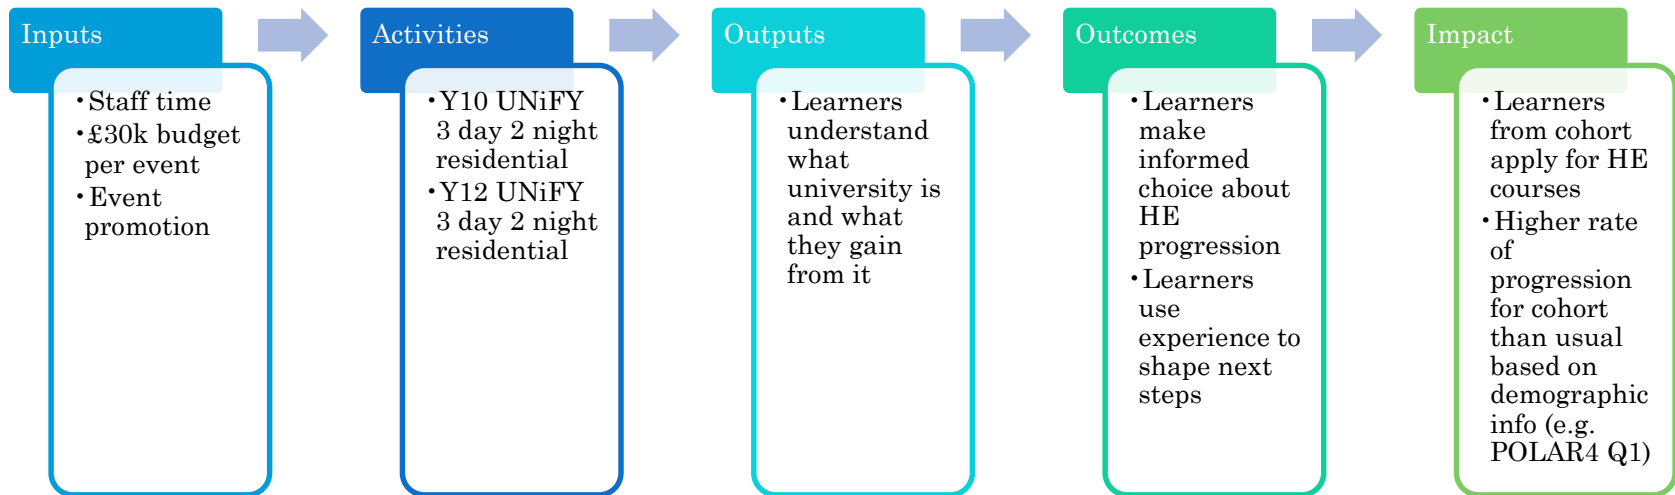 Inputs
• Staff time
• £30k budget
per event
• Event
promotion
Activities
• Y10 UNiFY
3 day 2 night
residential
• Y12 UNiFY
3 day 2 night
residential
Outputs
• Learners
understand
what
university is
and what
they gain
from it
Outcomes
• Learners
make
informed
choice about
HE
progression
• Learners
use
experience to
shape next
steps
Impact
• Learners
from cohort
apply for HE
courses
• Higher rate
of
progression
for cohort
than usual
based on
demographic
info (e.g.
POLAR4 Q1)